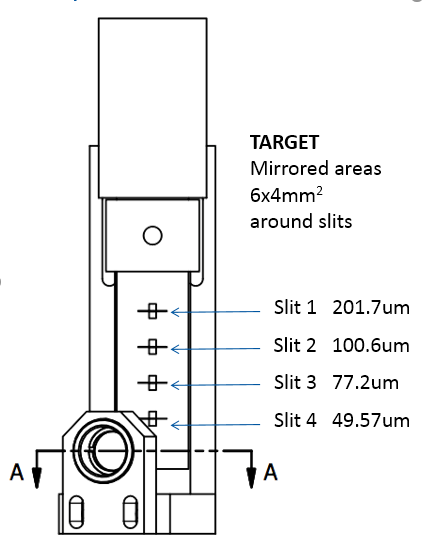 TARGET
Mirrored areas
6x4mm²
around slits
Slit 1 201.7um
Slit 2 100.6um
Slit 3 77.2um
Slit 4 49.57um
A A